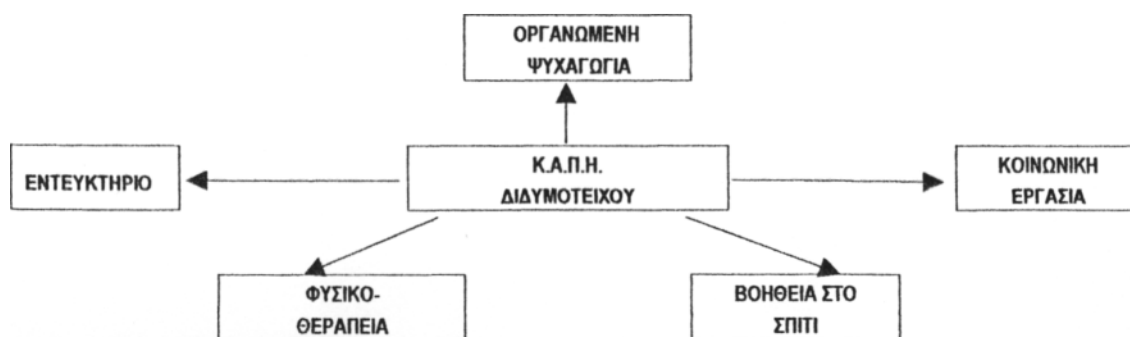 ΟΡΓΑΝΩΜΕΝΗ
ΨΥΧΑΓΩΓΙΑ
ΕΝΤΕΥΚΤΗΡΙΟ
Κ.Α.Π.Η.
ΔΙΔΥΜΟΤΕΙΧΟΥ
ΚΟΙΝΩΝΙΚΗ
ΕΡΓΑΣΙΑ
ΦΥΣΙΚΟ-
ΘΕΡΑΠΕΙΑ
ΒΟΗΘΕΙΑ ΣΤΟ
ΣΠΙΤΙ